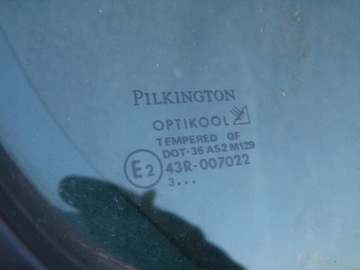 PILKINGTON
OPTIKOOL
TEMPERED GF
DOT-36 AS2 M129
E2 43R-007022
3...